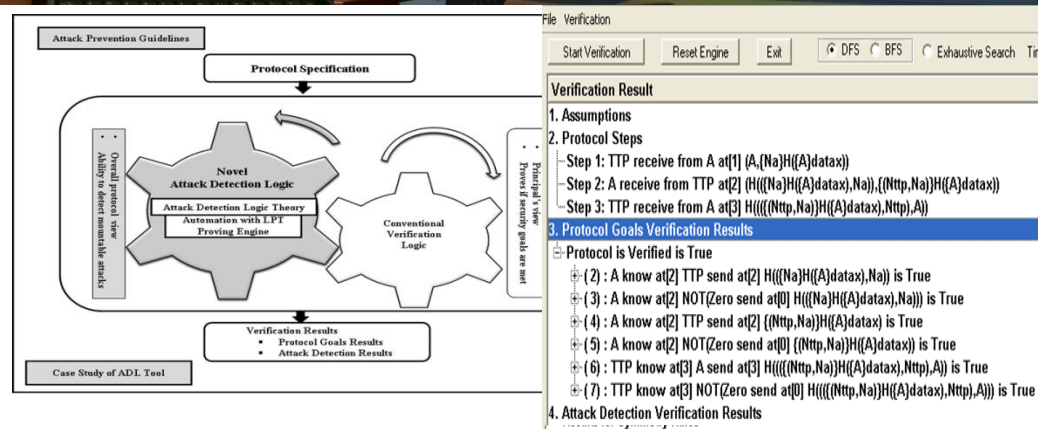 Attack Prevention Guidelines
Protocol Specification
Overall protocol view
Ability to detect mountable attacks
Novel
Attack Detection Logic
Attack Detection Logic Theory
Automation with LPT
Proving Engine
Conventional
Verification
Logic
Principal's view
Proves if security goals are met
Verification Results
Protocol Goals Results
Attack Detection Results
Case Study of ADL Tool
File Verification
Start Verification Reset Engine Exit DFS BFS Exhaustive Search
Verification Result
1. Assumptions
2. Protocol Steps
Step 1: TTP receive from A at[1] (A,{Na}H({A}datax))
Step 2: A receive from TTP at[2] (H(({Na}H({A}datax),Na)),{(Nttp,Na)}H({A}datax))
Step 3: TTP receive from A at[3] H(((({(Nttp,Na)}H({A}datax),Nttp),A))
3. Protocol Goals Verification Results
Protocol is Verified is True
(2) : A know at[2] TTP send at[2] H(({Na}H({A}datax),Na)) is True
(3) : A know at[2] NOT(Zero send at[0] H(({Na}H({A}datax),Na))) is True
(4) : A know at[2] TTP send at[2] {(Nttp,Na)}H({A}datax) is True
(5) : A know at[2] NOT(Zero send at[0] {(Nttp,Na)}H({A}datax)) is True
(6) : TTP know at[3] A send at[3] H((({(Nttp,Na)}H({A}datax),Nttp),A)) is True
(7) : TTP know at[3] NOT(Zero send at[0] H((({(Nttp,Na)}H({A}datax),Nttp),A))) is True
4. Attack Detection Verification Results